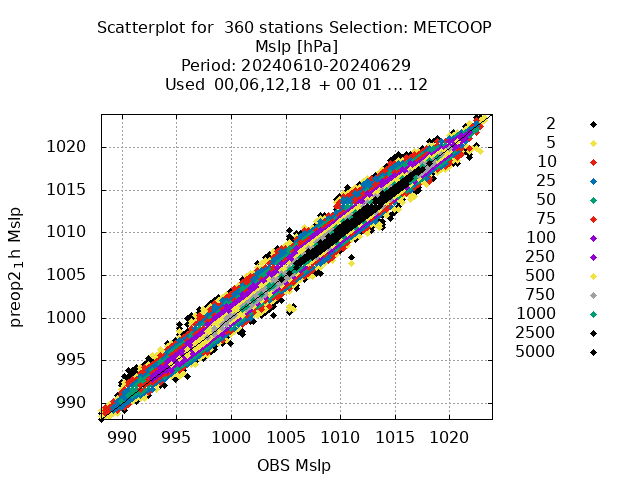 Scatterplot for 360 stations Selection: METCOOP
Mslp [hPa]
Period: 20240610-20240629
Used 00,06,12,18 + 00 01 ... 12
1020
1015
1010
1005
1000
995
990
preop2_1h Mslp
990 995 1000 1005 1010 1015 1020
OBS Mslp
2
5
10
25
50
75
100
250
500
750
1000
2500
5000